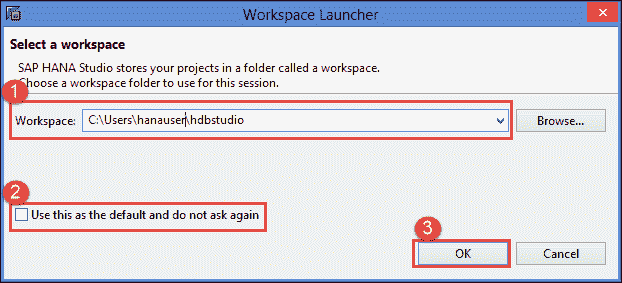 Workspace Launcher
Select a workspace
SAP HANA Studio stores your projects in a folder called a workspace.
Choose a workspace folder to use for this session.
1
Workspace: C:\Users\hanauser\hdbstudio Browse...
2
Use this as the default and do not ask again
3
OK Cancel